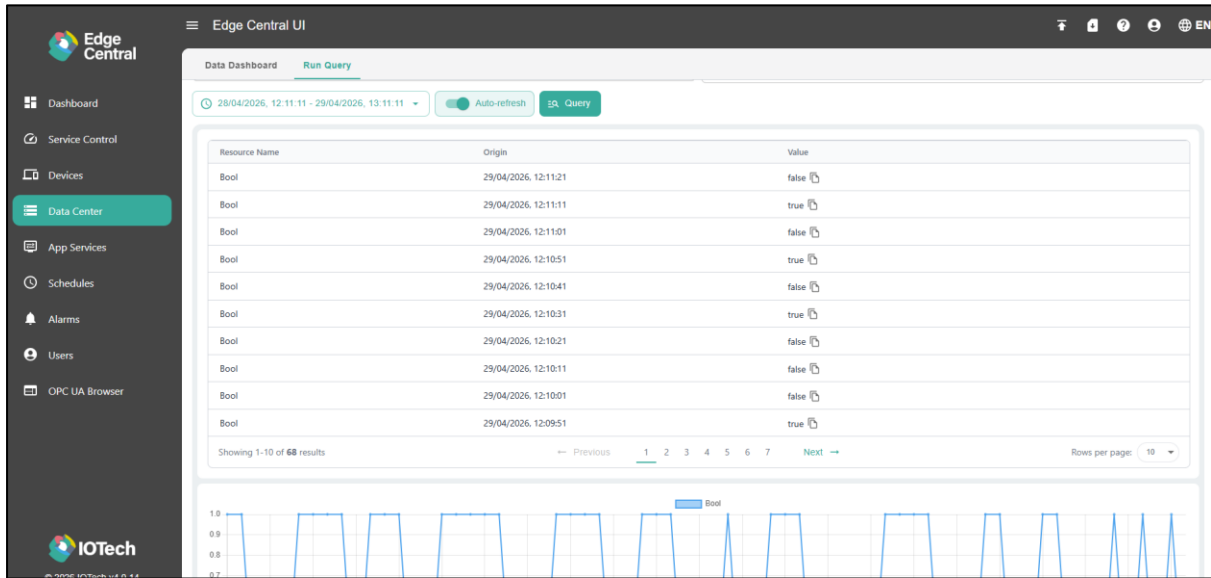 Edge
Central
Edge Central UI
EN
Data Dashboard Run Query
28/04/2026, 12:11:11 - 29/04/2026, 13:11:11 Auto-refresh Query
Dashboard
Service Control
Devices
Data Center
App Services
Schedules
Alarms
Users
OPC UA Browser
Resource Name Origin Value
Bool 29/04/2026, 12:11:21 false
Bool 29/04/2026, 12:11:11 true
Bool 29/04/2026, 12:11:01 false
Bool 29/04/2026, 12:10:51 true
Bool 29/04/2026, 12:10:41 false
Bool 29/04/2026, 12:10:31 true
Bool 29/04/2026, 12:10:21 false
Bool 29/04/2026, 12:10:11 false
Bool 29/04/2026, 12:10:01 false
Bool 29/04/2026, 12:09:51 true
Showing 1-10 of 68 results ← Previous 1 2 3 4 5 6 7 Next → Rows per page: 10
Bool
1.0
0.9
0.8
0.7
IOTech
© 2026 IOTech v4.0.14